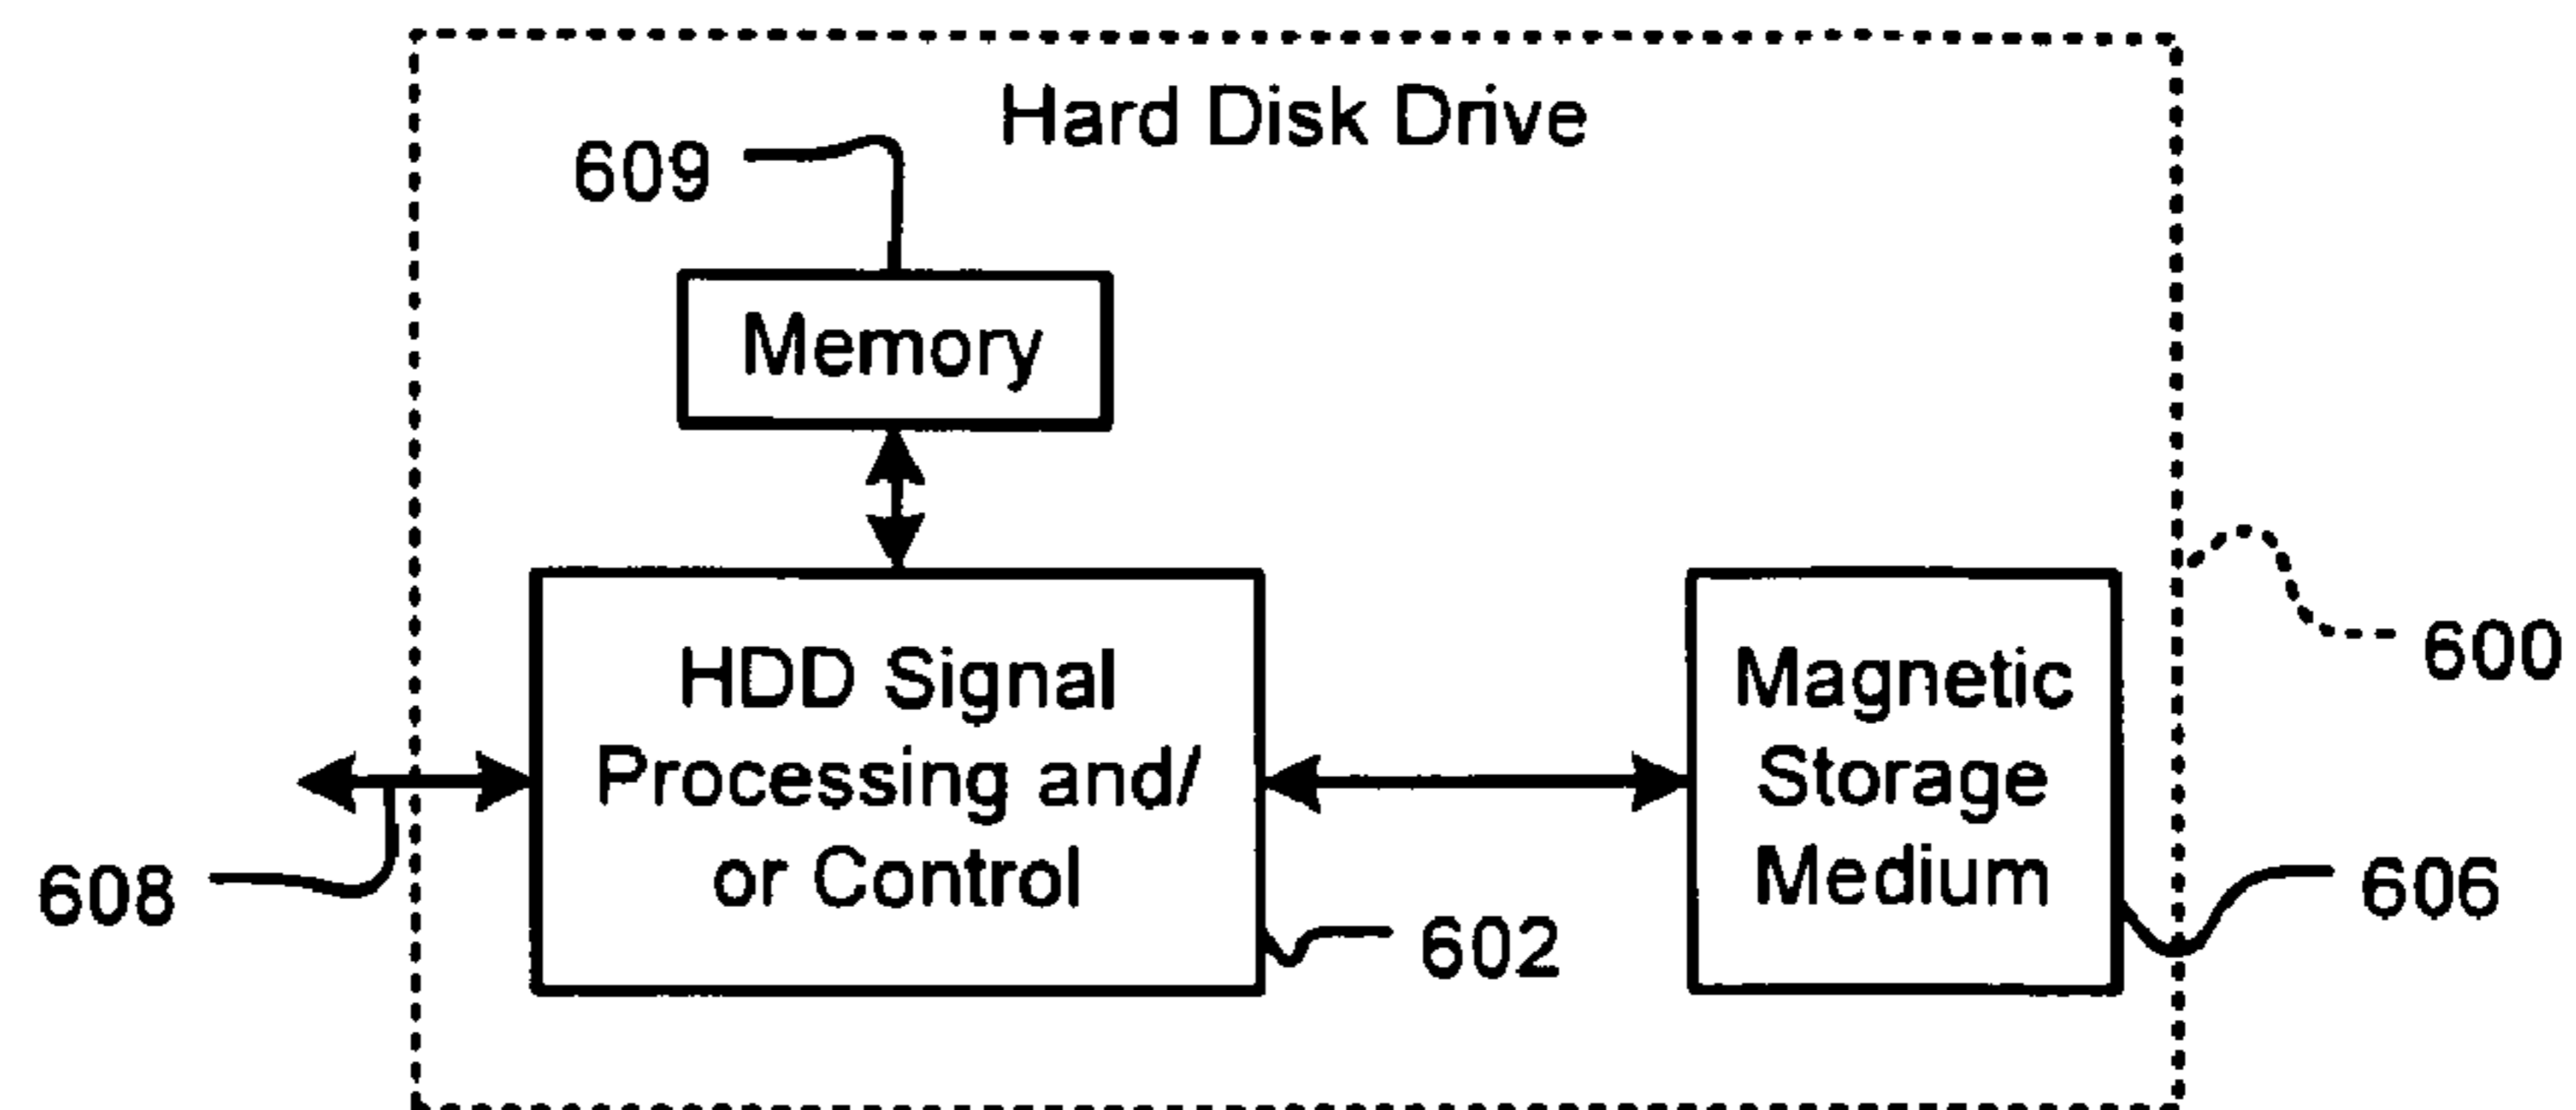 Hard Disk Drive
609
Memory
HDD Signal
Processing and/
or Control
Magnetic
Storage
Medium
600
608
602
606